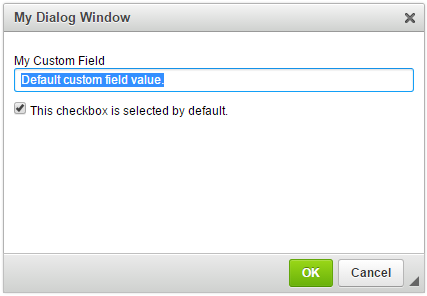 My Dialog Window
My Custom Field
Default custom field value.
This checkbox is selected by default.
OK
Cancel